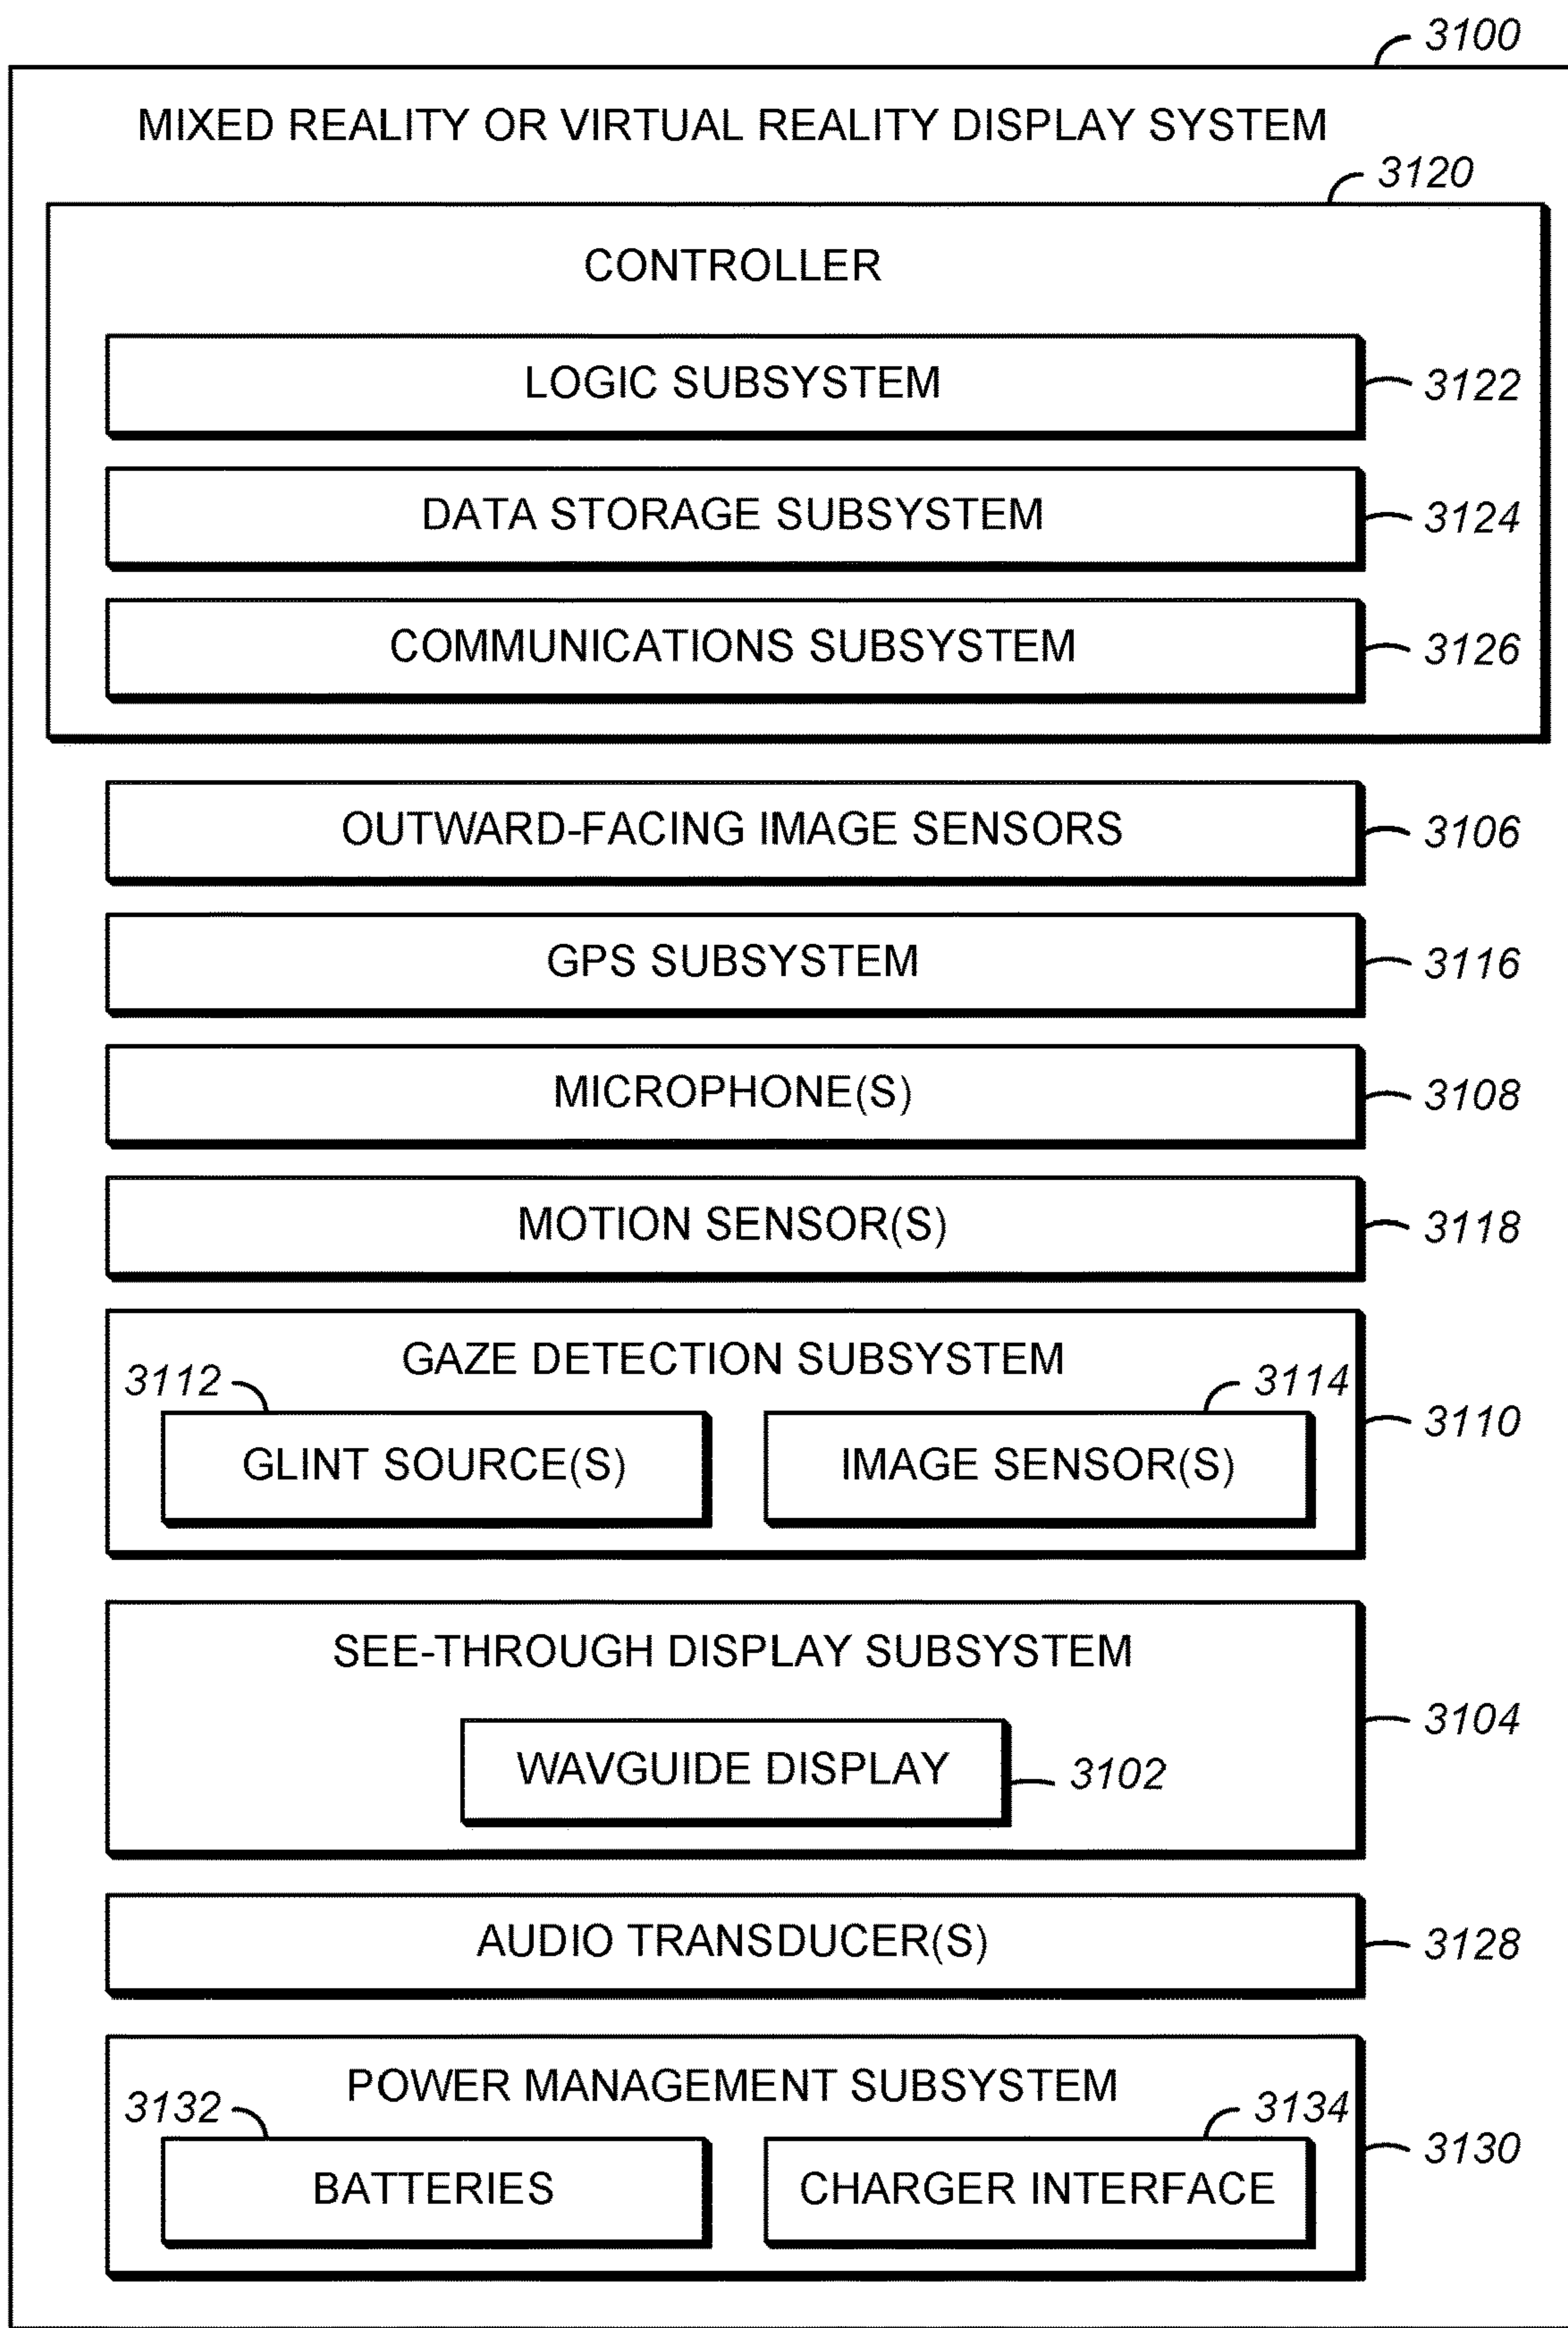 3100
MIXED REALITY OR VIRTUAL REALITY DISPLAY SYSTEM
3120
CONTROLLER
LOGIC SUBSYSTEM
3122
DATA STORAGE SUBSYSTEM
3124
COMMUNICATIONS SUBSYSTEM
3126
OUTWARD-FACING IMAGE SENSORS
3106
GPS SUBSYSTEM
3116
MICROPHONE(S)
3108
MOTION SENSOR(S)
3118
GAZE DETECTION SUBSYSTEM
3112
3114
GLINT SOURCE(S)
IMAGE SENSOR(S)
3110
SEE-THROUGH DISPLAY SUBSYSTEM
3104
WAVGUIDE DISPLAY
3102
AUDIO TRANSDUCER(S)
3128
POWER MANAGEMENT SUBSYSTEM
3132
3134
BATTERIES
CHARGER INTERFACE
3130